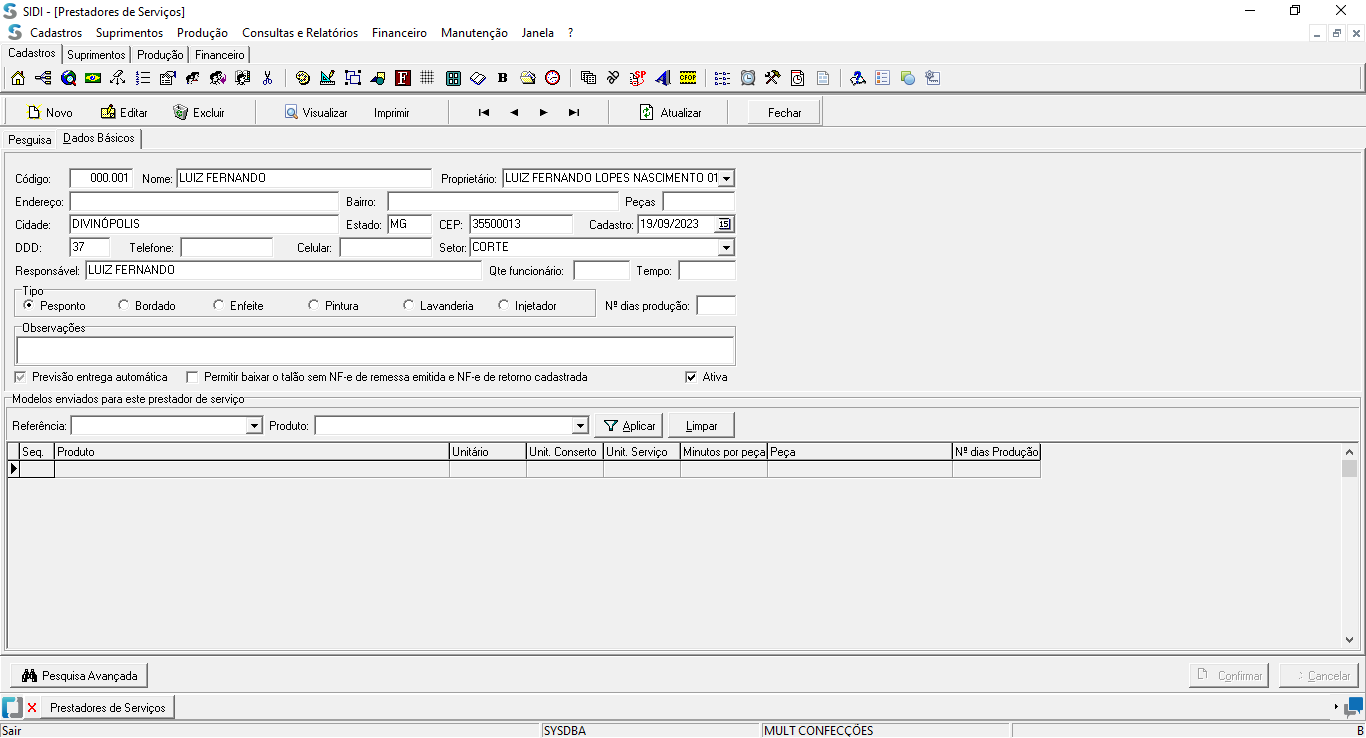 SIDI - [Prestadores de Serviços]
Cadastros Suprimentos Produção Consultas e Relatórios Financeiro Manutenção Janela ?
Cadastros Suprimentos Produção Financeiro
F B SP CFOP
Novo Editar Excluir Visualizar Imprimir Atualizar Fechar
Pesquisa Dados Básicos
Código: 000.001 Nome: LUIZ FERNANDO Proprietário: LUIZ FERNANDO LOPES NASCIMENTO 01
Endereço: Bairro: Peças
Cidade: DIVINÓPOLIS Estado: MG CEP: 35500013 Cadastro: 19/09/2023 15
DDD: 37 Telefone: Celular: Setor: CORTE
Responsável: LUIZ FERNANDO Qte funcionário: Tempo:
Tipo
Pesponto Bordado Enfeite Pintura Lavanderia Injetador Nº dias produção:
Observações
Previsão entrega automática Permitir baixar o talão sem NF-e de remessa emitida e NF-e de retorno cadastrada Ativa
Modelos enviados para este prestador de serviço
Referência: Produto: Aplicar Limpar
Seq. Produto Unitário Unit. Conserto Unit. Serviço Minutos por peça Peça Nº dias Produção
Pesquisa Avançada Confirmar Cancelar
Prestadores de Serviços
Sair SYSDBA MULT CONFECÇÕES B